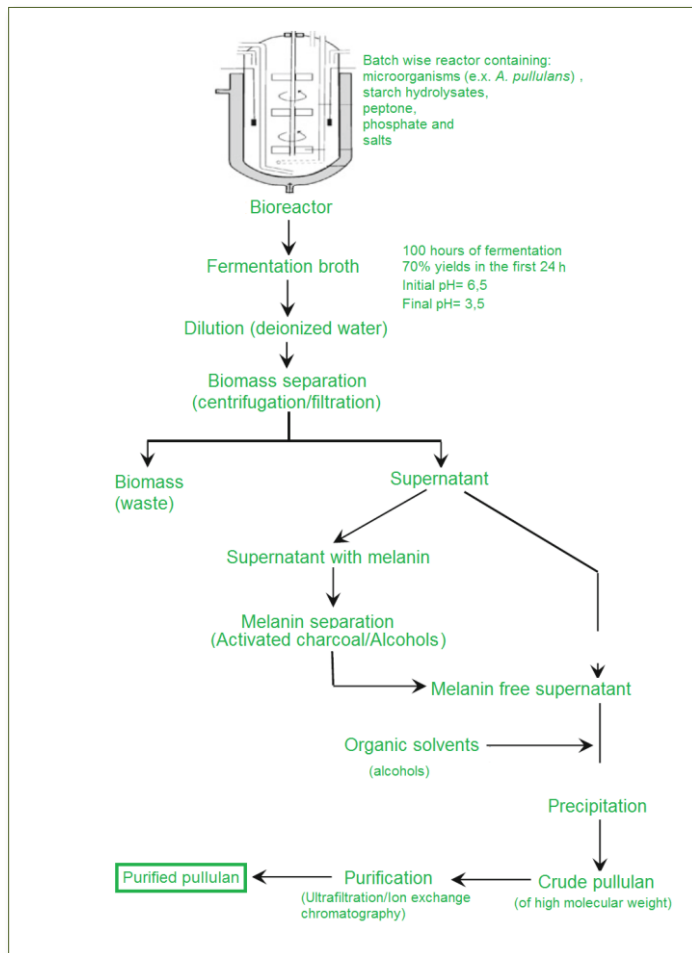 Batch wise reactor containing:
microorganisms (e.x. A. pullulans) ,
starch hydrolysates,
peptone,
phosphate and
salts
Bioreactor
Fermentation broth
100 hours of fermentation
70% yields in the first 24 h
Initial pH= 6,5
Final pH= 3,5
Dilution (deionized water)
Biomass separation
(centrifugation/filtration)
Biomass
(waste)
Supernatant
Supernatant with melanin
Melanin separation
(Activated charcoal/Alcohols)
Melanin free supernatant
Organic solvents
(alcohols)
Precipitation
Purified pullulan
Purification
(Ultrafiltration/Ion exchange
chromatography)
Crude pullulan
(of high molecular weight)